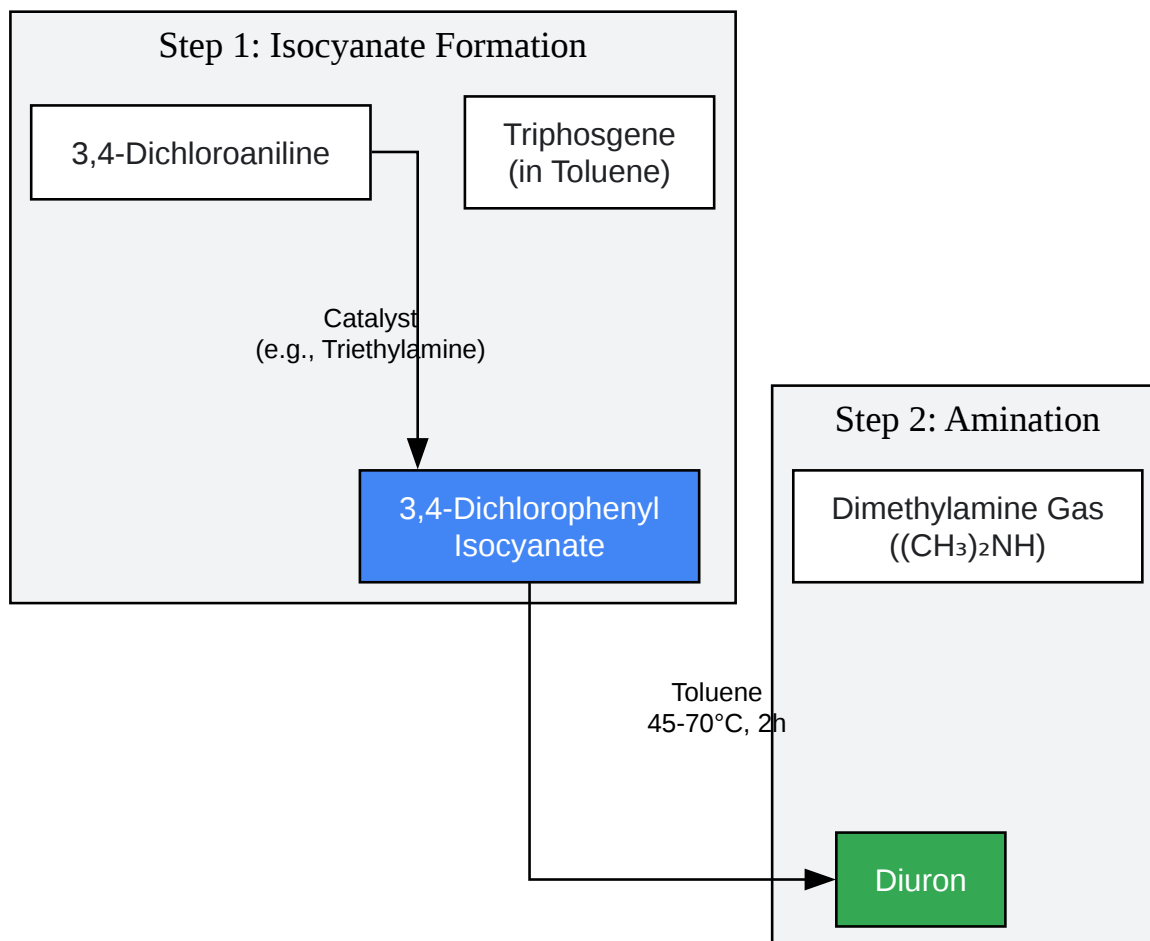 Step 1: Isocyanate Formation
3,4-Dichloroaniline
Triphosgene
(in Toluene)
Catalyst
(e.g., Triethylamine)
3,4-Dichlorophenyl
Isocyanate
Step 2: Amination
Dimethylamine Gas
((CH₃)₂NH)
Toluene
45-70°C, 2h
Diuron